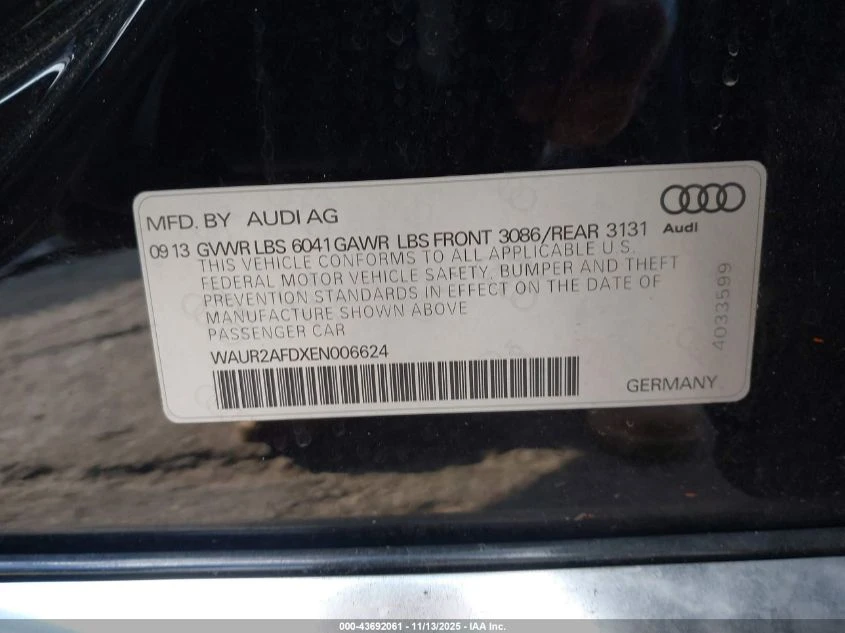 MFD. BY AUDI AG
Audi
09 13 GVWR LBS 6041 GAWR LBS FRONT 3086/REAR 3131
THIS VEHICLE CONFORMS TO ALL APPLICABLE U.S.
FEDERAL MOTOR VEHICLE SAFETY, BUMPER AND THEFT
PREVENTION STANDARDS IN EFFECT ON THE DATE OF
MANUFACTURE SHOWN ABOVE
PASSENGER CAR
WAUR2AFDXEN006624
GERMANY
4033599
000-43692061 - 11/13/2025 - IAA Inc.